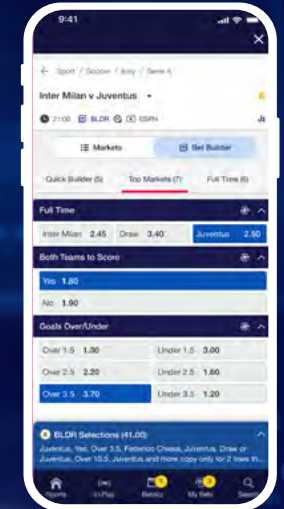 9:41
Sport / Soccer / Italy / Serie A
Inter Milan v Juventus
21:00 BLDR ESPN
Markets Bet Builder
Quick Builder (5) Top Markets (7) Full Time (6)
Full Time
Inter Milan 2.45 Draw 3.40 Juventus 2.50
Both Teams to Score
Yes 1.80
No 1.90
Goals Over/Under
Over 1.5 1.30 Under 1.5 3.00
Over 2.5 2.20 Under 2.5 1.60
Over 3.5 3.70 Under 3.5 1.20
6 BLDR Selections (41.00)
Juventus, Yes, Over 3.5, Federico Chiesa, Juventus, Draw or
Juventus, Over 10.5, Juventus and more copy only for 2 lines th...
Sports In-Play Betslip My Bets Search